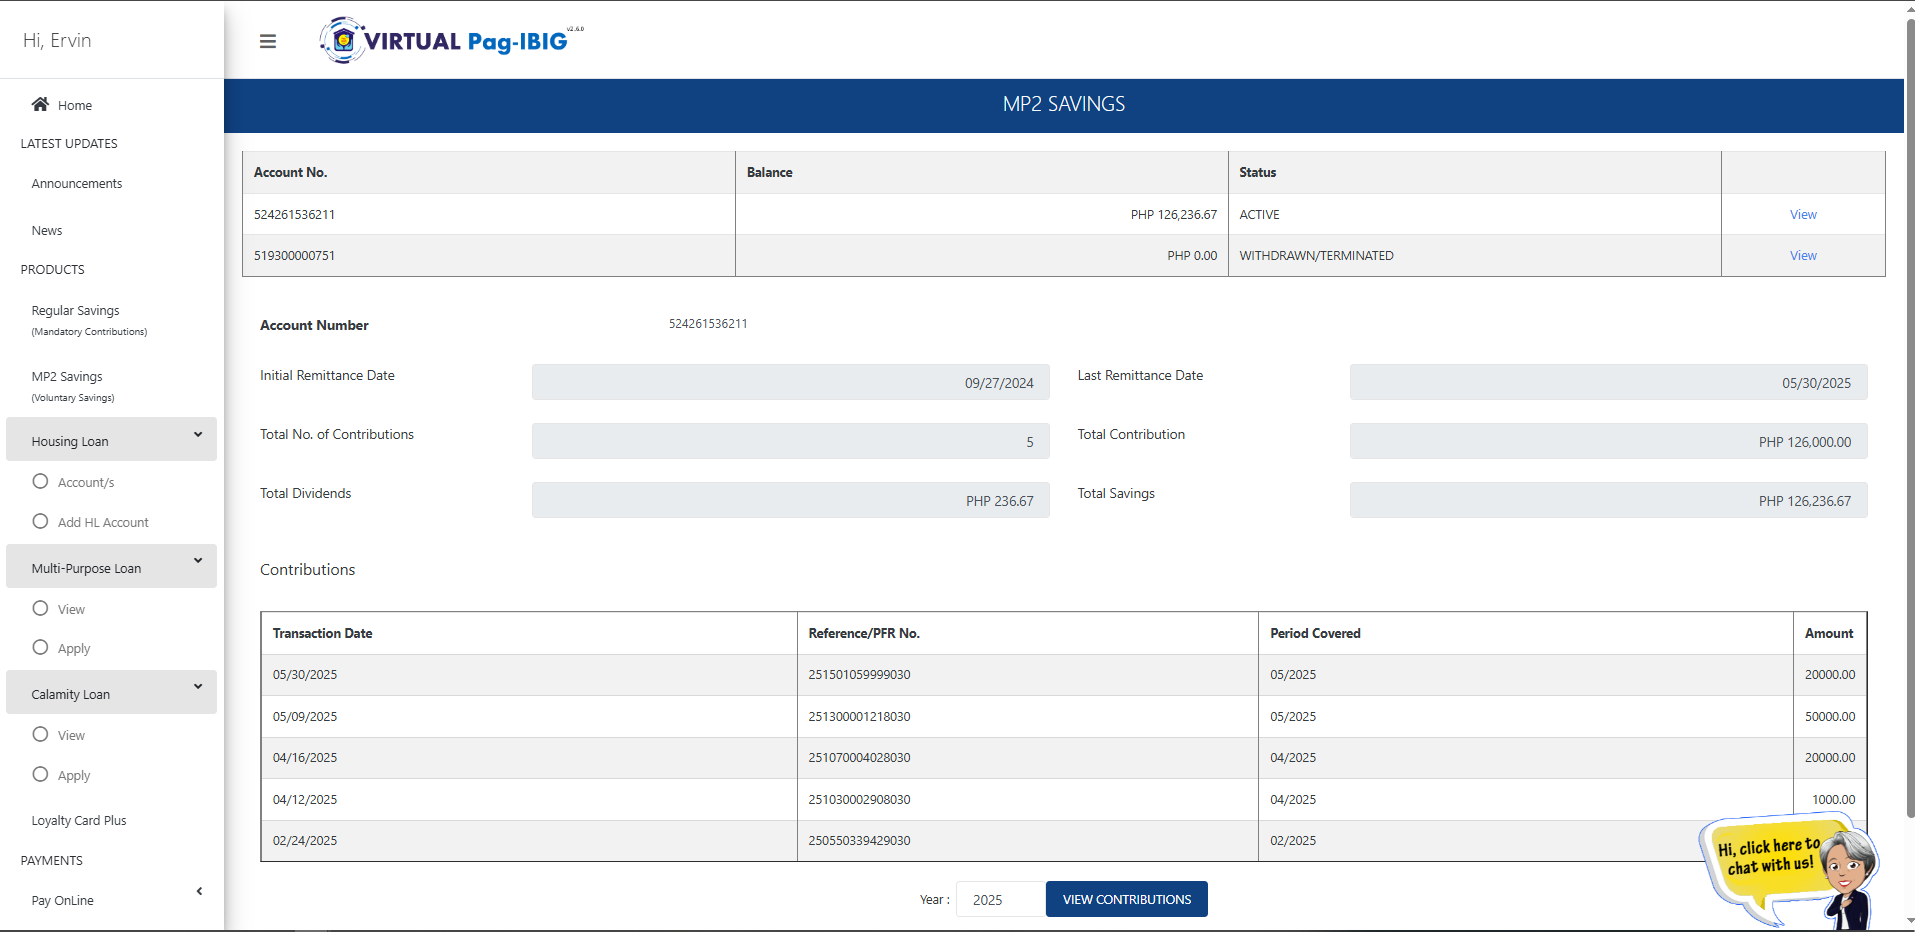 Hi, Ervin
VIRTUAL Pag-IBIG v2.6.0
Home
LATEST UPDATES
Announcements
News
PRODUCTS
Regular Savings
(Mandatory Contributions)
MP2 Savings
(Voluntary Savings)
Housing Loan
Account/s
Add HL Account
Multi-Purpose Loan
View
Apply
Calamity Loan
View
Apply
Loyalty Card Plus
PAYMENTS
Pay OnLine
MP2 SAVINGS
Account No. Balance Status
524261536211 PHP 126,236.67 ACTIVE View
519300000751 PHP 0.00 WITHDRAWN/TERMINATED View
Account Number 524261536211
Initial Remittance Date 09/27/2024 Last Remittance Date 05/30/2025
Total No. of Contributions 5 Total Contribution PHP 126,000.00
Total Dividends PHP 236.67 Total Savings PHP 126,236.67
Contributions
Transaction Date Reference/PFR No. Period Covered Amount
05/30/2025 251501059999030 05/2025 20000.00
05/09/2025 251300001218030 05/2025 50000.00
04/16/2025 251070004028030 04/2025 20000.00
04/12/2025 251030002908030 04/2025 1000.00
02/24/2025 250550339429030 02/2025
Year : 2025 VIEW CONTRIBUTIONS
Hi, click here to
chat with us!